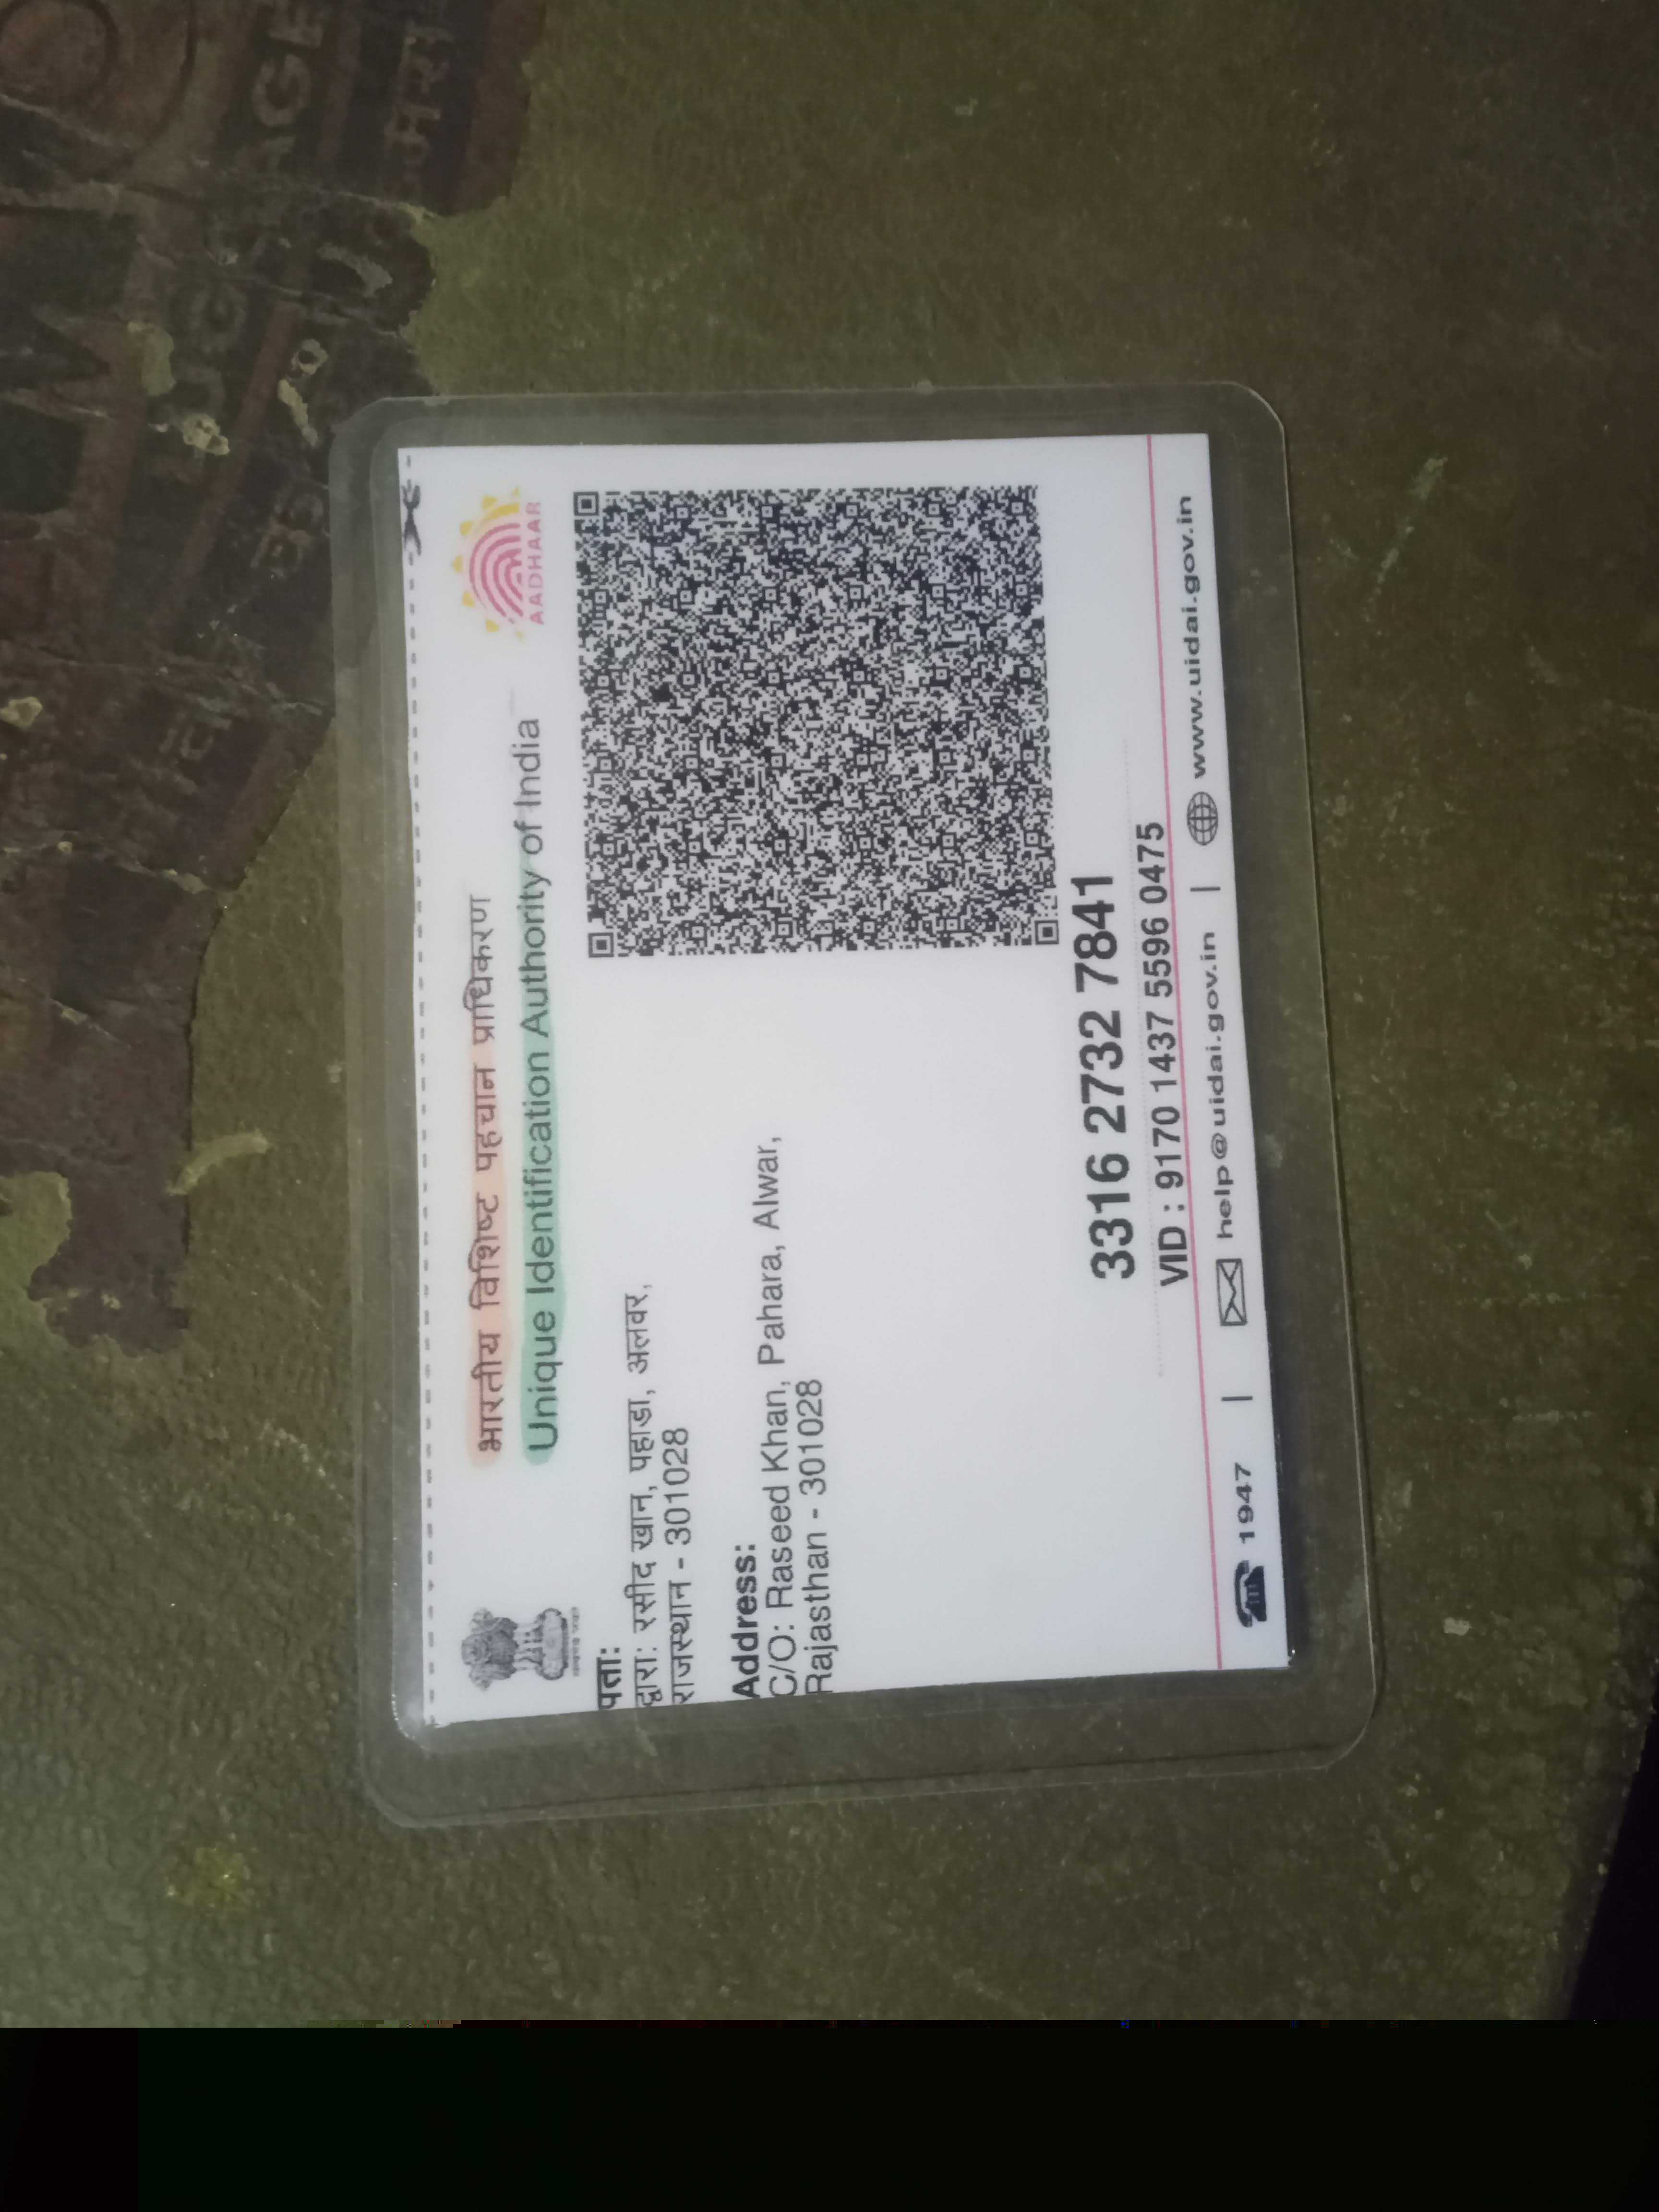 भारतीय विशिष्ट पहचान प्राधिकरण
Unique Identification Authority of India
AADHAAR
पता:
द्वारा: रसीद खान, पहाडा, अलवर,
राजस्थान - 301028
Address:
C/O: Raseed Khan, Pahara, Alwar,
Rajasthan - 301028
3316 2732 7841
VID : 9170 1437 5596 0475
1947 | help@uidai.gov.in | www.uidai.gov.in